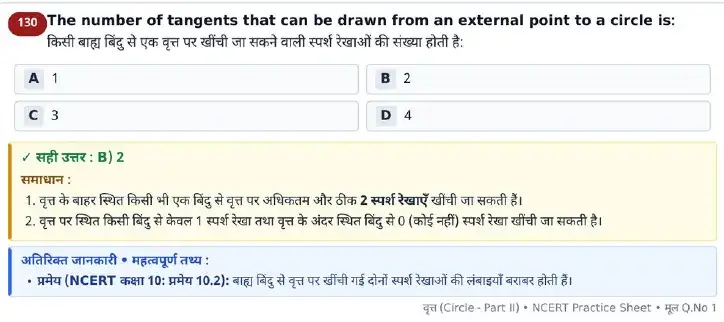 130 The number of tangents that can be drawn from an external point to a circle is:
किसी बाह्य बिंदु से एक वृत्त पर खींची जा सकने वाली स्पर्श रेखाओं की संख्या होती है:
A 1
B 2
C 3
D 4
✓ सही उत्तर : B) 2
समाधान :
1. वृत्त के बाहर स्थित किसी भी एक बिंदु से वृत्त पर अधिकतम और ठीक 2 स्पर्श रेखाएँ खींची जा सकती हैं।
2. वृत्त पर स्थित किसी बिंदु से केवल 1 स्पर्श रेखा तथा वृत्त के अंदर स्थित बिंदु से 0 (कोई नहीं) स्पर्श रेखा खींची जा सकती है।
अतिरिक्त जानकारी • महत्वपूर्ण तथ्य :
• प्रमेय (NCERT कक्षा 10: प्रमेय 10.2): बाह्य बिंदु से वृत्त पर खींची गई दोनों स्पर्श रेखाओं की लंबाइयाँ बराबर होती हैं।
वृत्त (Circle - Part II) • NCERT Practice Sheet • मूल Q.No 1